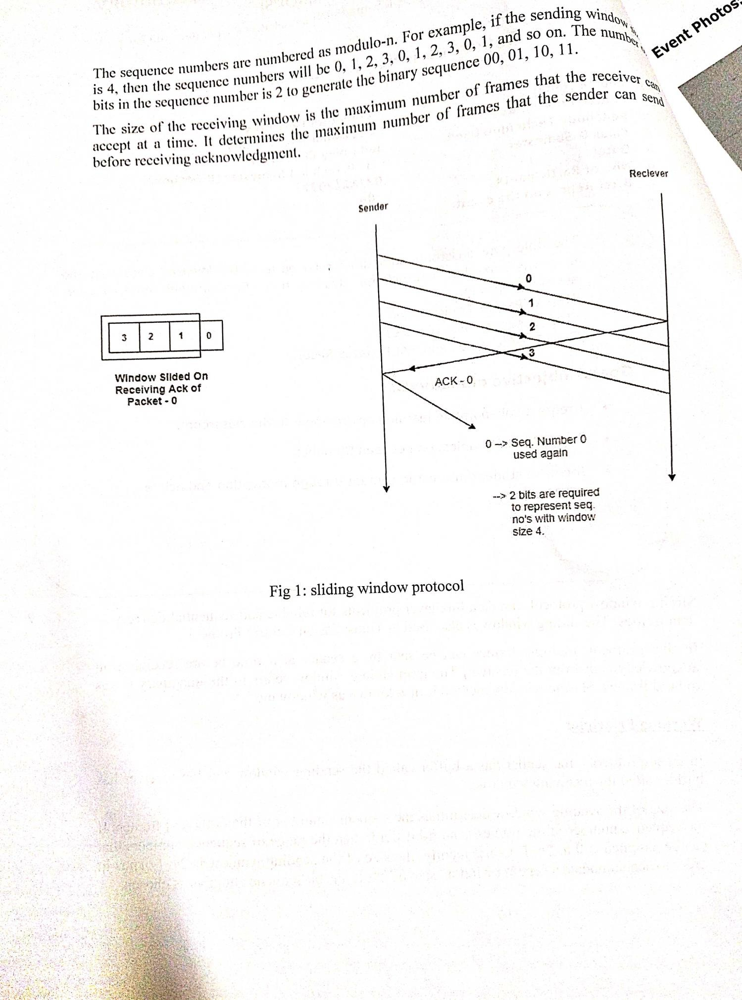 The sequence numbers are numbered as modulo-n. For example, if the sending window
is 4, then the sequence numbers will be 0, 1, 2, 3, 0, 1, 2, 3, 0, 1, and so on. The number
bits in the sequence number is 2 to generate the binary sequence 00, 01, 10, 11.
The size of the receiving window is the maximum number of frames that the receiver can
accept at a time. It determines the maximum number of frames that the sender can send
before receiving acknowledgment.
Event Photos
Reciever
Sender
0
1
2
3
3 2 1 0
Window Slided On
Receiving Ack of
Packet - 0
ACK - 0
0 --> Seq. Number 0
used again
--> 2 bits are required
to represent seq.
no's with window
size 4.
Fig 1: sliding window protocol